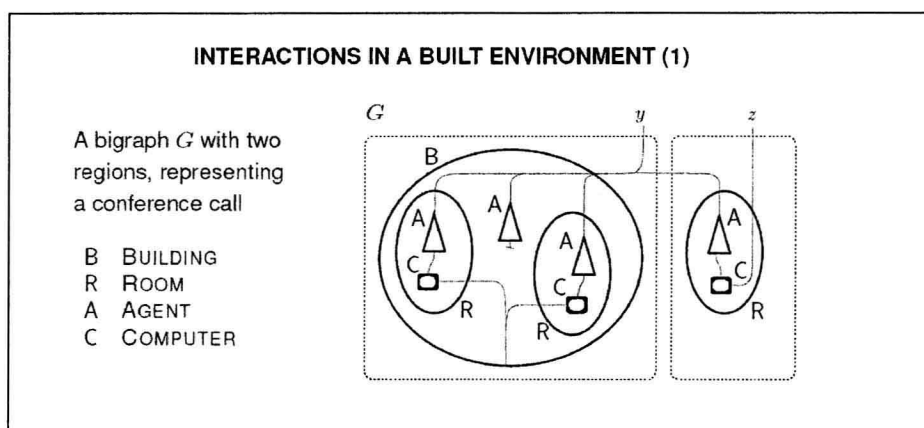 INTERACTIONS IN A BUILT ENVIRONMENT (1)
A bigraph G with two
regions, representing
a conference call
B BUILDING
R ROOM
A AGENT
C COMPUTER
G
y
z
B
A
A
A
A
C
C
C
R
R
R